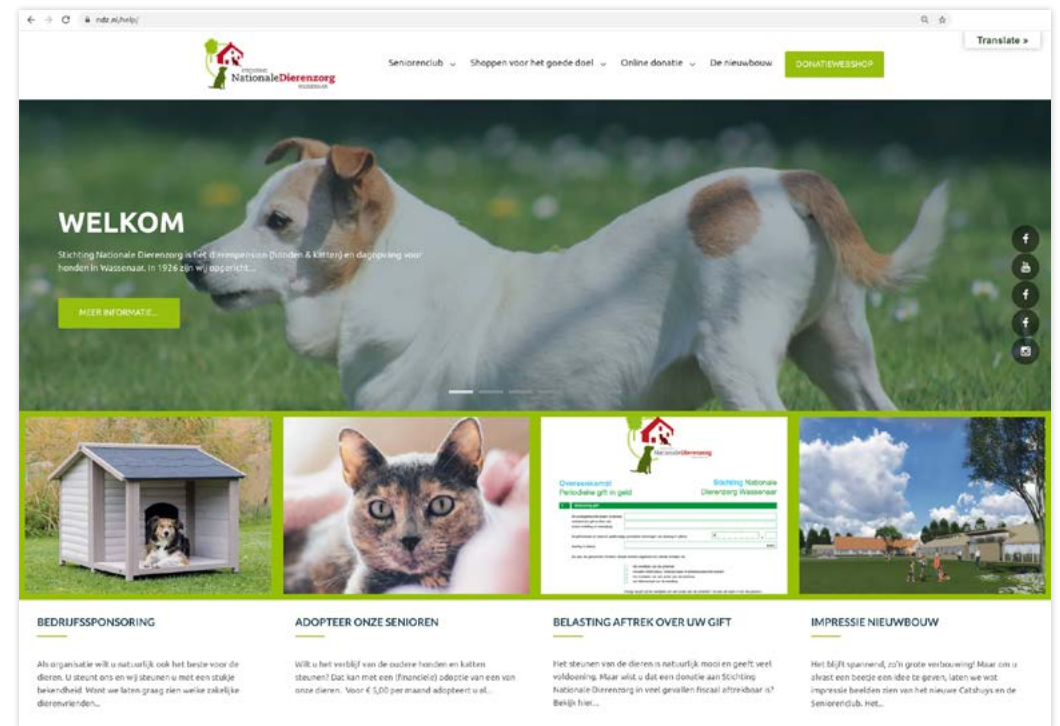 ndz.nl/help/
Translate »
STICHTING
NationaleDierenzorg
WASSENAAR
Seniorenclub
Shoppen voor het goede doel
Online donatie
De nieuwbouw
DONATIEWEBSHOP
WELKOM
Stichting Nationale Dierenzorg is hét dierenpension (honden & katten) en dagopvang voor
honden in Wassenaar. In 1926 zijn wij opgericht...
MEER INFORMATIE...
NationaleDierenzorg
Overeenkomst
Periodieke gift in geld
Stichting Nationale
Dierenzorg Wassenaar
BEDRIJFSSPONSORING
Als organisatie wilt u natuurlijk ook het beste voor de
dieren. U steunt ons en wij steunen u met een stukje
bekendheid. Want we laten graag zien welke zakelijke
dierenvrienden...
ADOPTEER ONZE SENIOREN
Wilt u het verblijf van de oudere honden en katten
steunen? Dat kan met een (financiële) adoptie van een van
onze dieren. Voor € 5,00 per maand adopteert u al...
BELASTING AFTREK OVER UW GIFT
Het steunen van de dieren is natuurlijk mooi en geeft veel
voldoening. Maar wist u dat een donatie aan Stichting
Nationale Dierenzorg in veel gevallen fiscaal aftrekbaar is?
Bekijk hier...
IMPRESSIE NIEUWBOUW
Het blijft spannend, zo'n grote verbouwing! Maar om u
alvast een beetje een idee te geven, laten we wat
impressie beelden zien van het nieuwe Catshuys en de
Seniorenclub. Het...